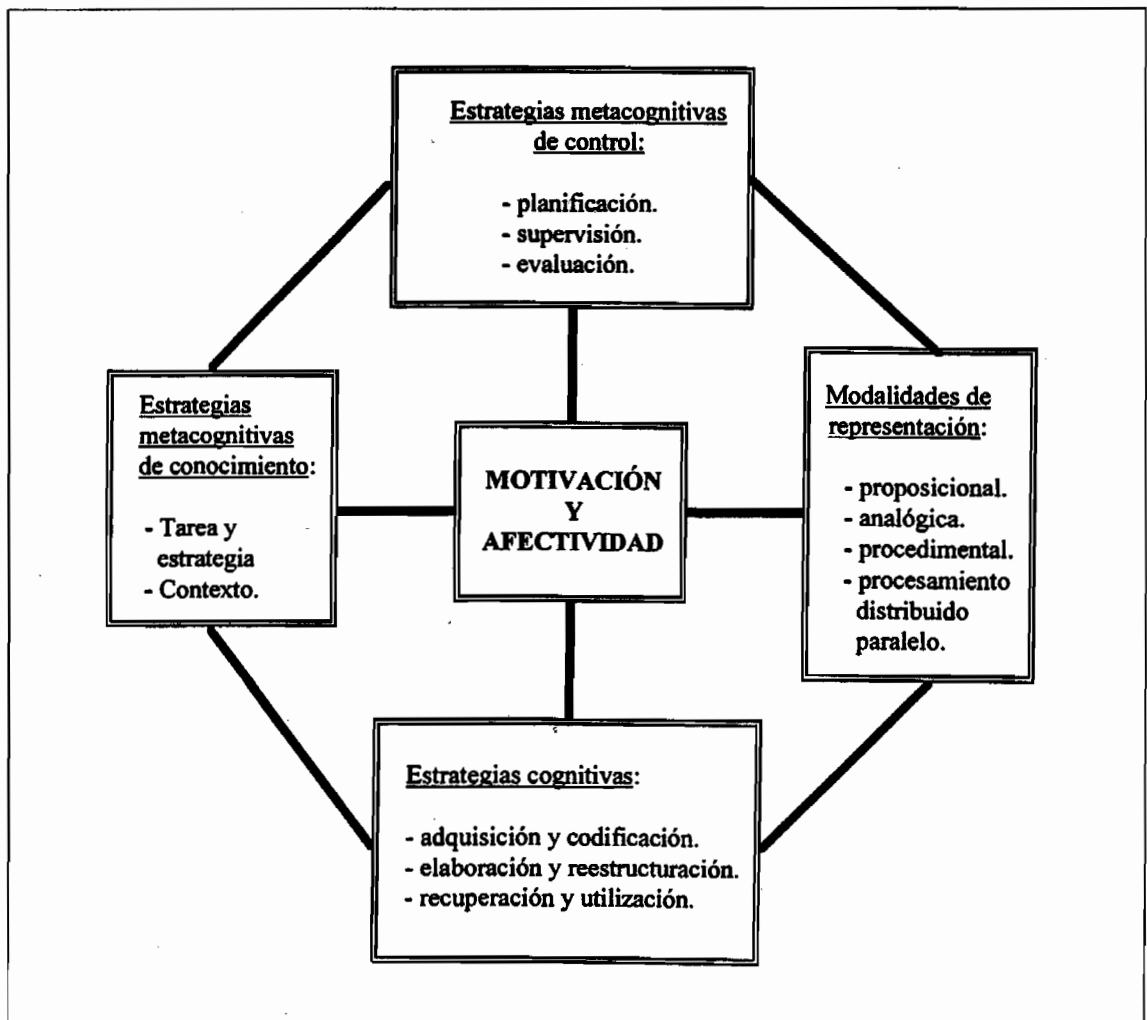 Estrategias metacognitivas
de control:
- planificación.
- supervisión.
- evaluación.
Estrategias
metacognitivas
de conocimiento:
- Tarea y
estrategia
- Contexto.
MOTIVACIÓN
Y
AFECTIVIDAD
Modalidades de
representación:
- proposicional.
- analógica.
- procedimental.
- procesamiento
distribuido
paralelo.
Estrategias cognitivas:
- adquisición y codificación.
- elaboración y reestructuración.
- recuperación y utilización.